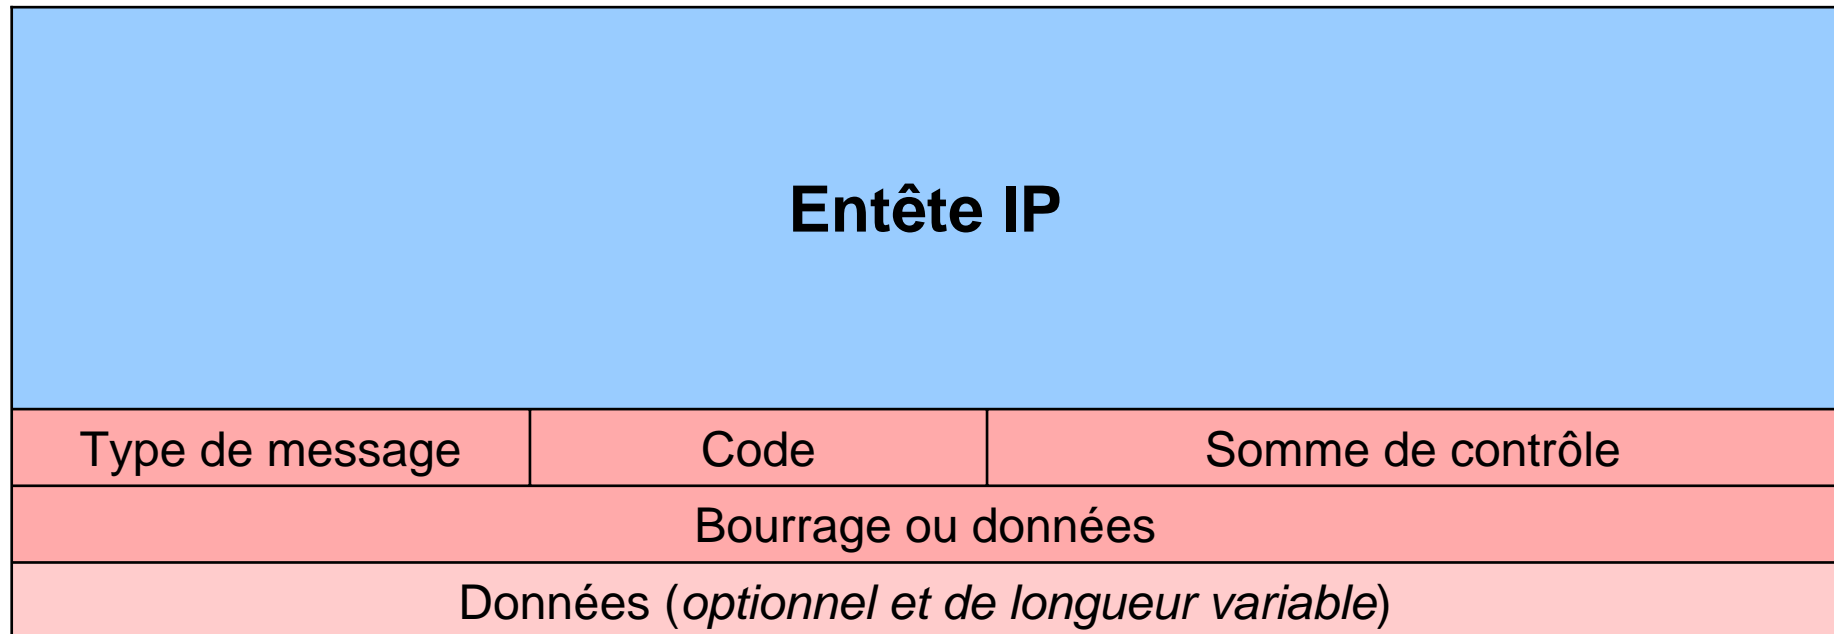 Entête IP
Type de message Code Somme de contrôle
Bourrage ou données
Données (optionnel et de longueur variable)